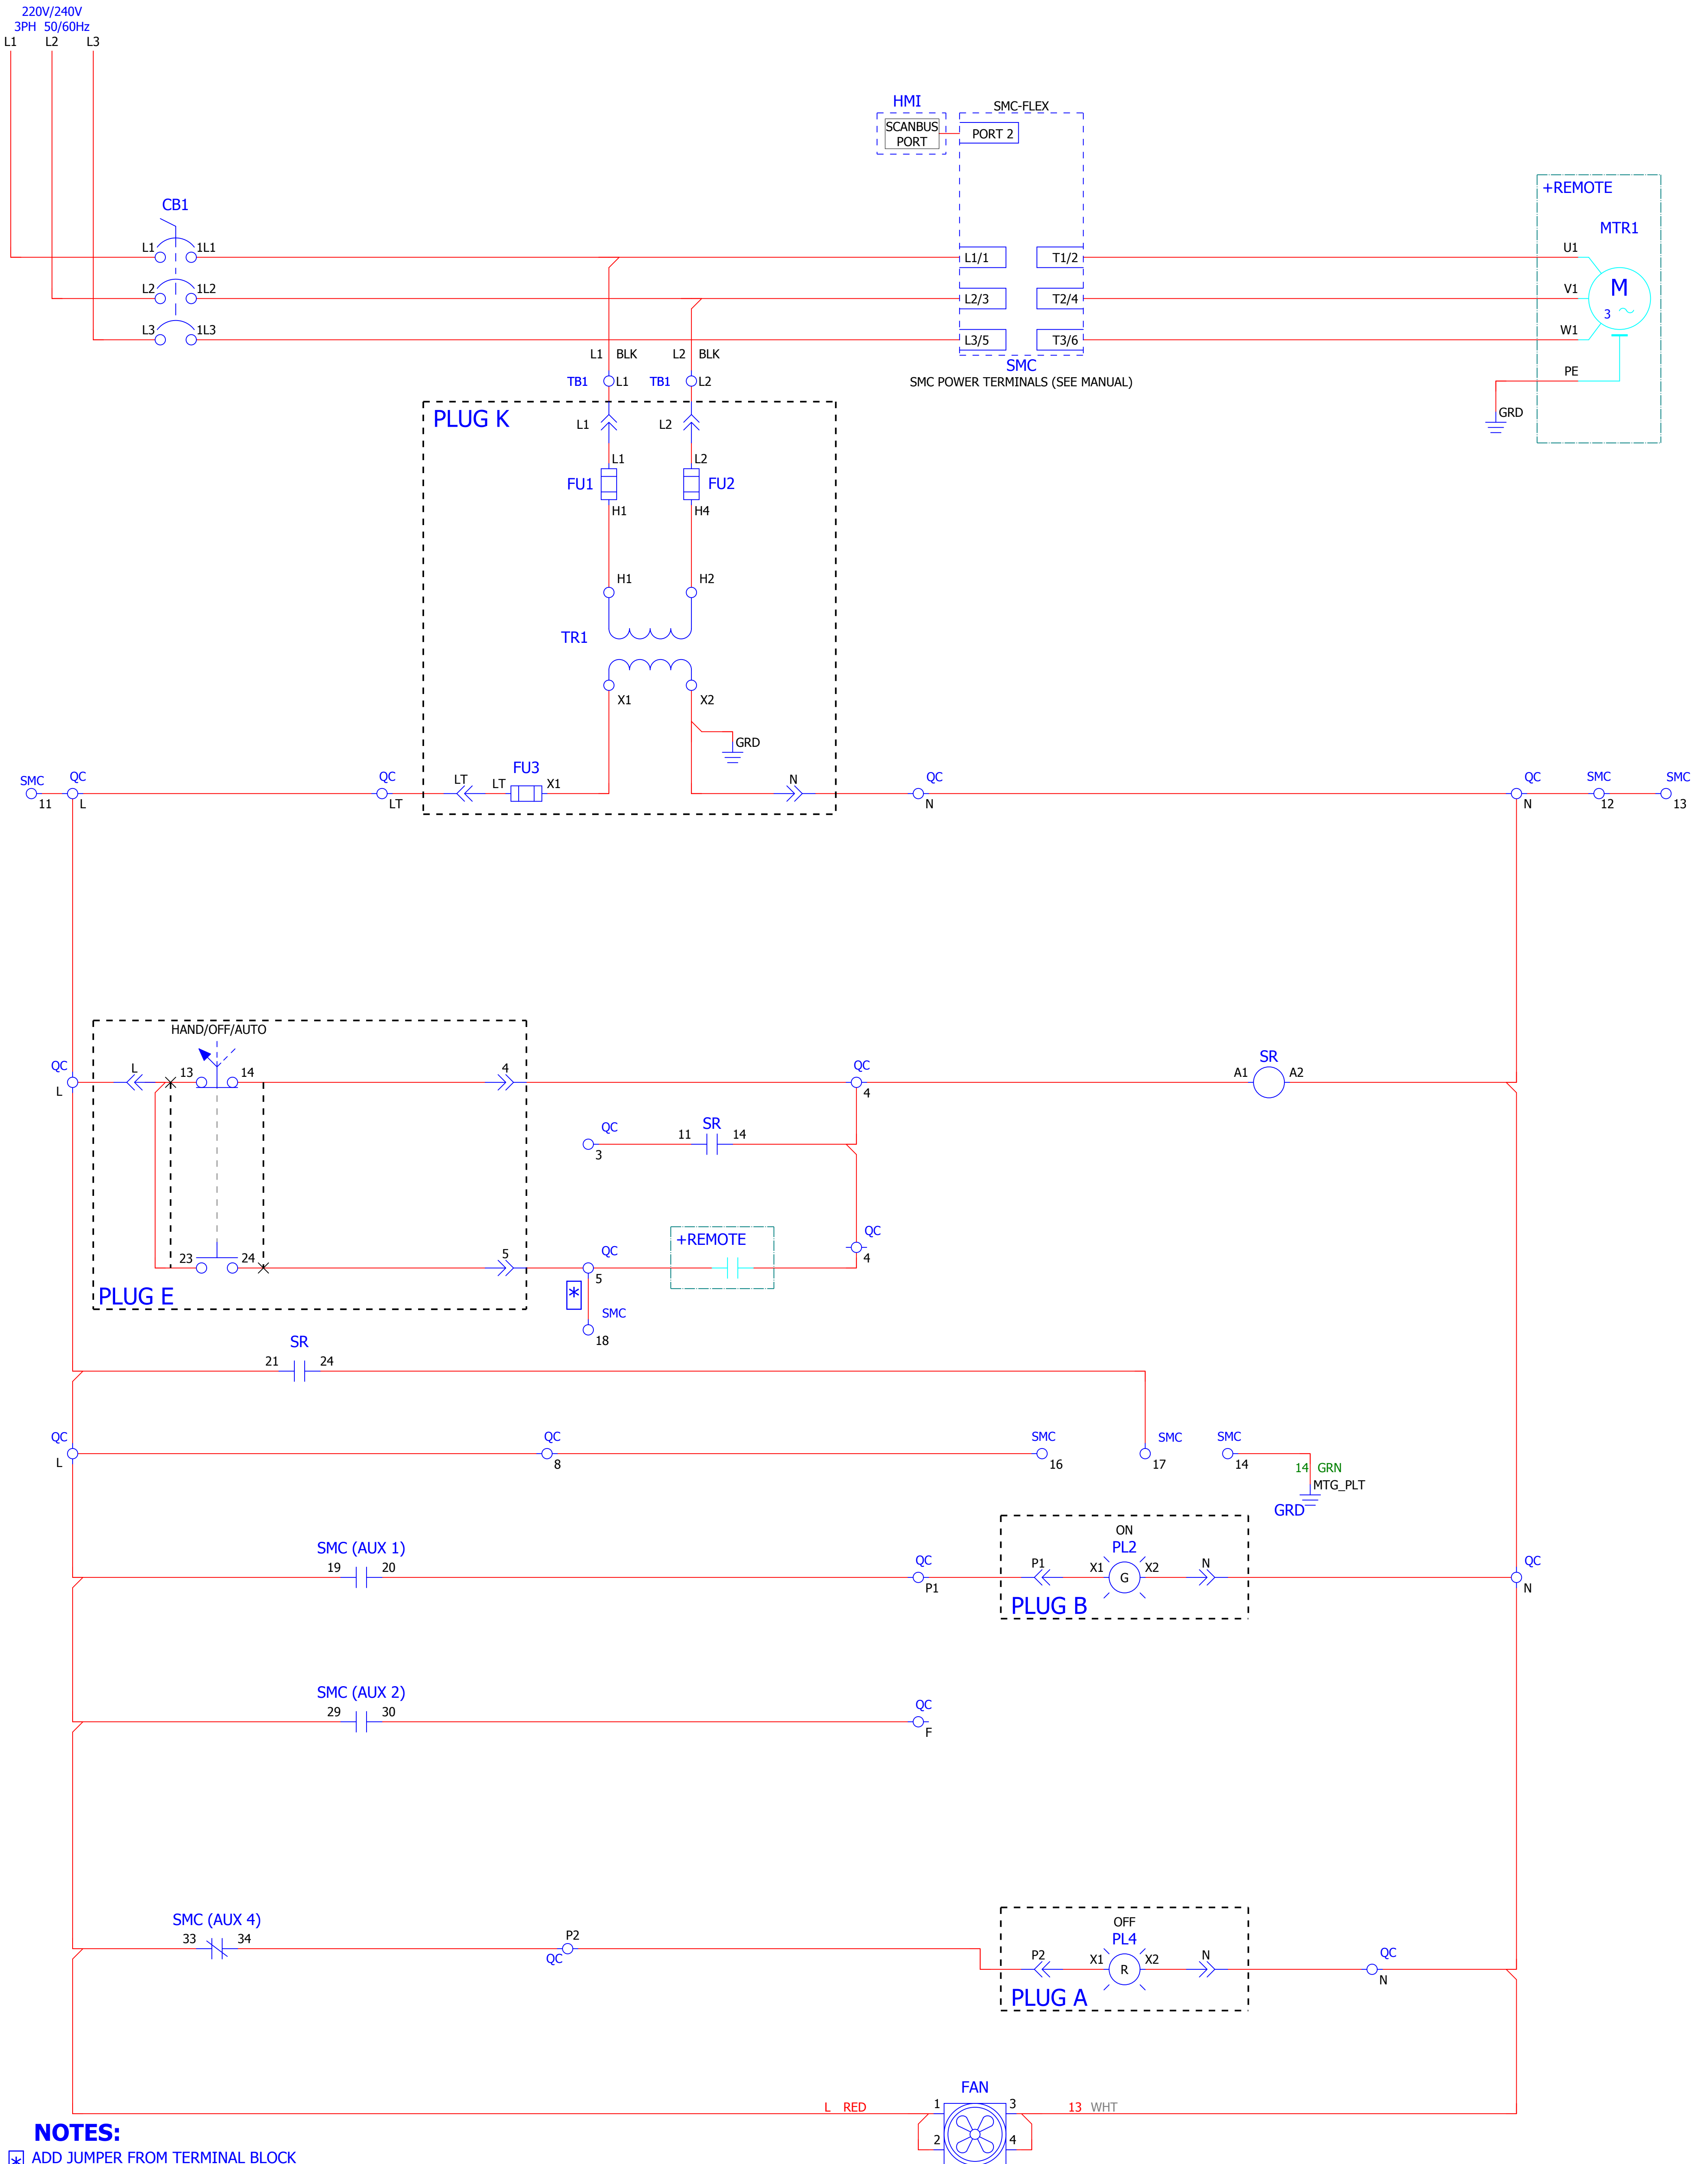 220V/240V
3PH 50/60Hz
L1 L2 L3
HMI
SCANBUS
PORT
SMC-FLEX
PORT 2
+REMOTE
MTR1
CB1
L1 1L1
L1/1 T1/2
U1
L2 1L2
L2/3 T2/4
V1
M
3
L3 1L3
L3/5 T3/6
W1
SMC
SMC POWER TERMINALS (SEE MANUAL)
PE
GRD
L1 BLK L2 BLK
TB1 L1 TB1 L2
PLUG K
L1 L2
L1 L2
FU1 FU2
H1 H4
H1 H2
TR1
X1 X2
GRD
SMC
11
QC
L
QC
LT
LT
LT
FU3
X1
N
QC
N
QC
N
SMC
12
SMC
13
HAND/OFF/AUTO
QC
L
L
13 14
4
QC
4
SR
A1 A2
QC
3
SR
11 14
QC
4
+REMOTE
23 24
5
QC
5
PLUG E
*
SMC
18
SR
21 24
QC
L
QC
8
SMC
16
SMC
17
SMC
14
14 GRN
MTG_PLT
GRD
SMC (AUX 1)
19 20
QC
P1
ON
PL2
P1 X1 G X2 N
PLUG B
QC
N
SMC (AUX 2)
29 30
QC
F
SMC (AUX 4)
33 34
P2
QC
OFF
PL4
P2 X1 R X2 N
PLUG A
QC
N
FAN
L RED 1 3 13 WHT
2 4
NOTES:
* ADD JUMPER FROM TERMINAL BLOCK